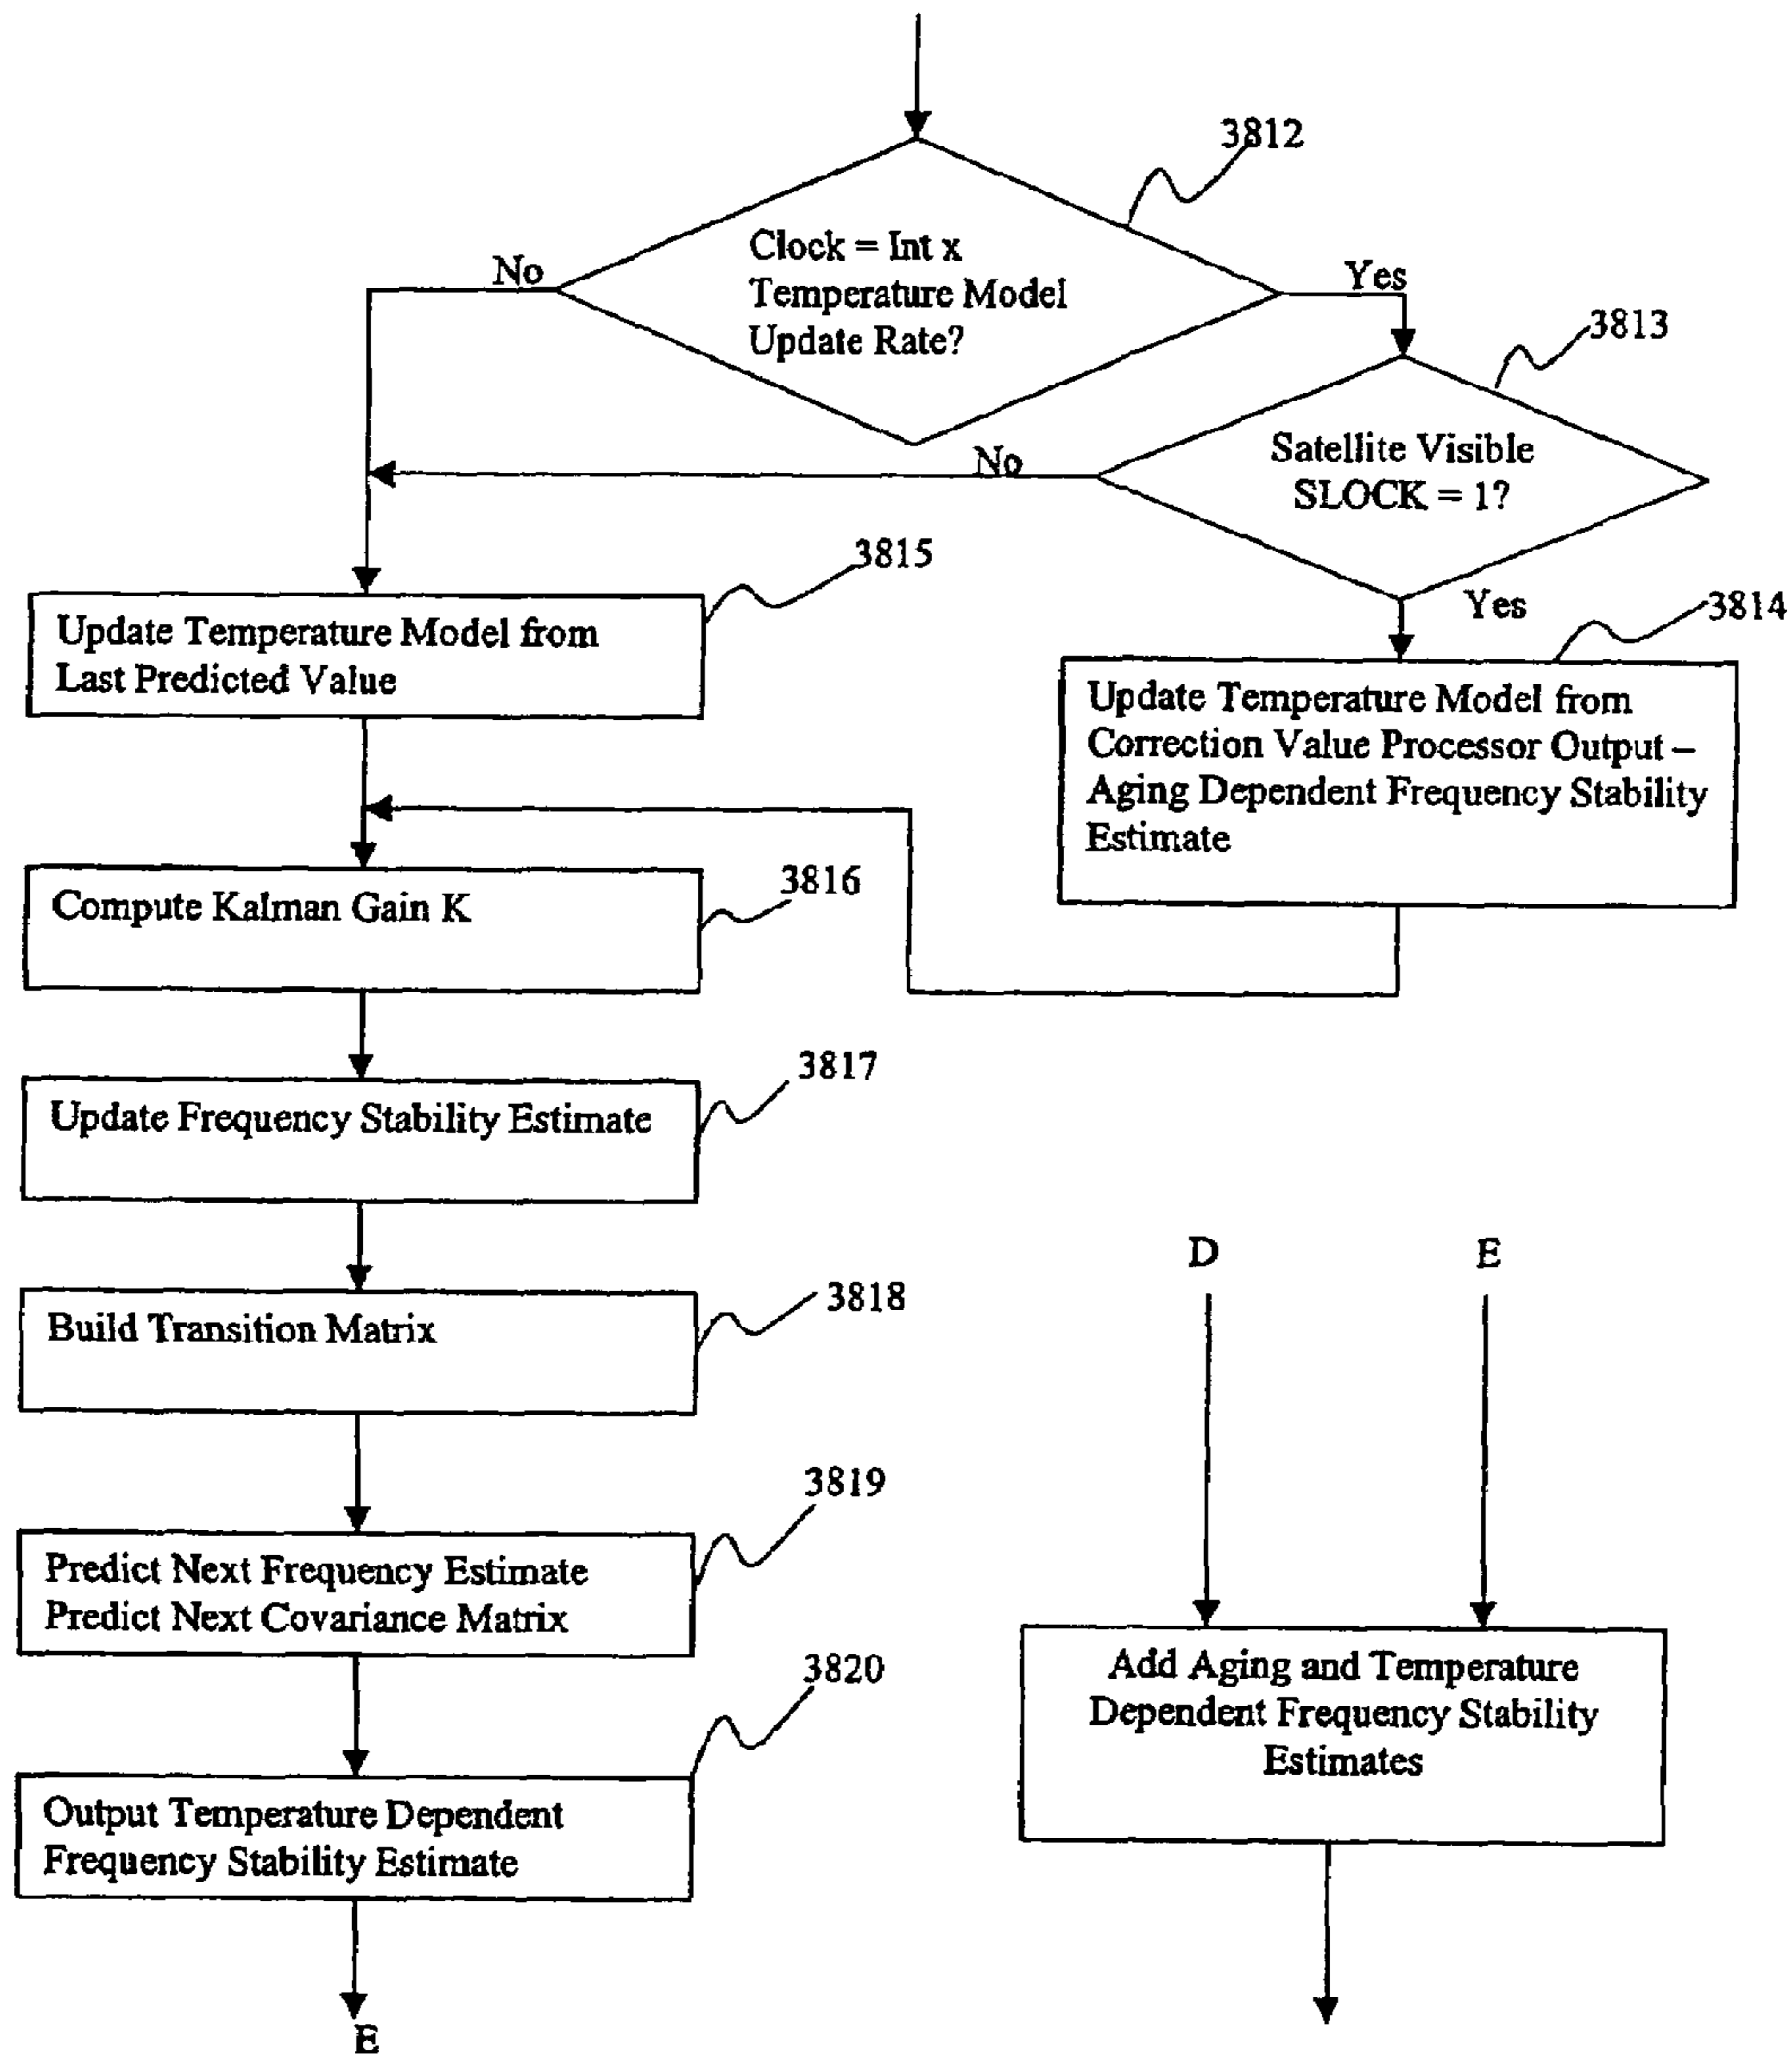 3812
Clock = Int x
Temperature Model
Update Rate?
No
Yes
3813
Satellite Visible
SLOCK = 1?
No
Yes
3815
Update Temperature Model from
Last Predicted Value
3814
Update Temperature Model from
Correction Value Processor Output –
Aging Dependent Frequency Stability
Estimate
3816
Compute Kalman Gain K
3817
Update Frequency Stability Estimate
3818
Build Transition Matrix
3819
Predict Next Frequency Estimate
Predict Next Covariance Matrix
3820
Output Temperature Dependent
Frequency Stability Estimate
E
D
E
Add Aging and Temperature
Dependent Frequency Stability
Estimates